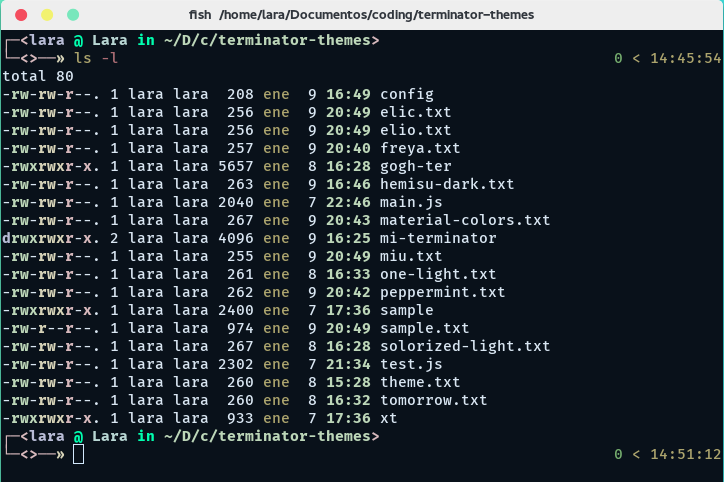 fish /home/lara/Documentos/coding/terminator-themes
┌─<lara @ Lara in ~/D/c/terminator-themes>
└─<>──» ls -l 0 < 14:45:54
total 80
-rw-rw-r--. 1 lara lara  208 ene  9 16:49 config
-rw-rw-r--. 1 lara lara  256 ene  9 20:49 elic.txt
-rw-rw-r--. 1 lara lara  256 ene  9 20:49 elio.txt
-rw-rw-r--. 1 lara lara  257 ene  9 20:40 freya.txt
-rwxrwxr-x. 1 lara lara 5657 ene  8 16:28 gogh-ter
-rw-rw-r--. 1 lara lara  263 ene  9 16:46 hemisu-dark.txt
-rw-rw-r--. 1 lara lara 2040 ene  7 22:46 main.js
-rw-rw-r--. 1 lara lara  267 ene  9 20:43 material-colors.txt
drwxrwxr-x. 2 lara lara 4096 ene  9 16:25 mi-terminator
-rw-rw-r--. 1 lara lara  255 ene  9 20:49 miu.txt
-rw-rw-r--. 1 lara lara  261 ene  8 16:33 one-light.txt
-rw-rw-r--. 1 lara lara  262 ene  9 20:42 peppermint.txt
-rwxrwxr-x. 1 lara lara 2400 ene  7 17:36 sample
-rw-r--r--. 1 lara lara  974 ene  9 20:49 sample.txt
-rw-rw-r--. 1 lara lara  267 ene  8 16:28 solorized-light.txt
-rw-rw-r--. 1 lara lara 2302 ene  7 21:34 test.js
-rw-rw-r--. 1 lara lara  260 ene  8 15:28 theme.txt
-rw-rw-r--. 1 lara lara  260 ene  8 16:32 tomorrow.txt
-rwxrwxr-x. 1 lara lara  933 ene  7 17:36 xt
┌─<lara @ Lara in ~/D/c/terminator-themes>
└─<>──» 0 < 14:51:12